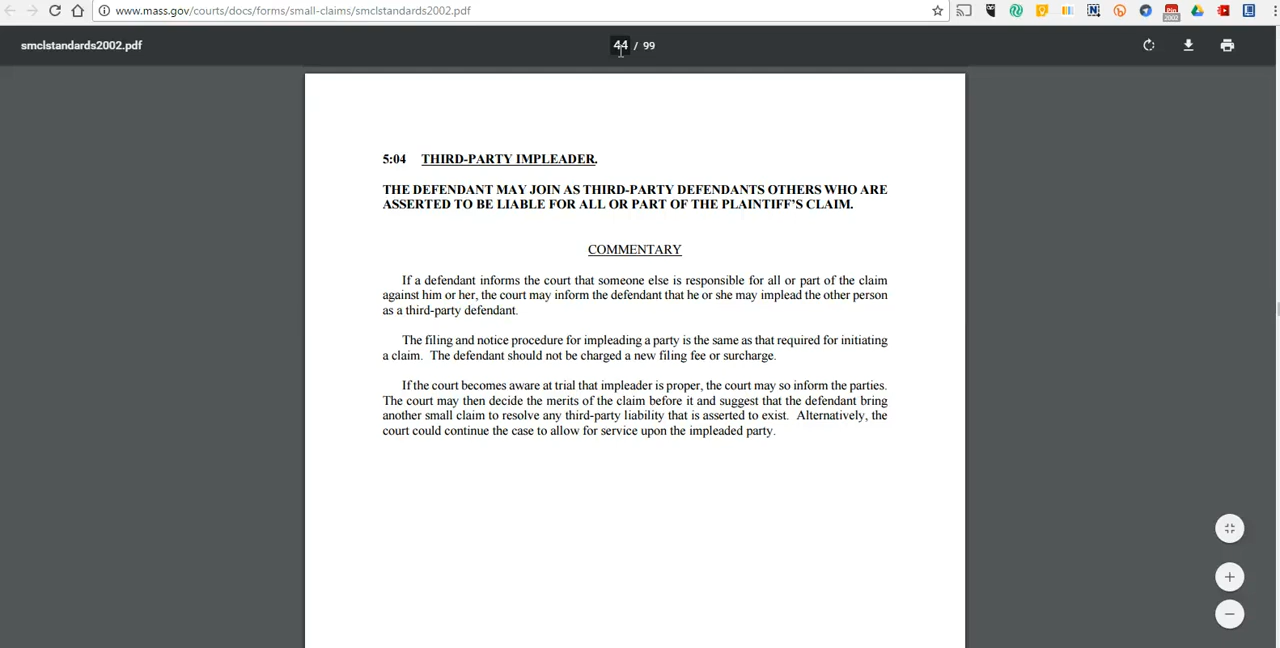 www.mass.gov/courts/docs/forms/small-claims/smclstandards2002.pdf
smclstandards2002.pdf
44 / 99
5:04 THIRD-PARTY IMPLEADER.
THE DEFENDANT MAY JOIN AS THIRD-PARTY DEFENDANTS OTHERS WHO ARE
ASSERTED TO BE LIABLE FOR ALL OR PART OF THE PLAINTIFF'S CLAIM.
COMMENTARY
If a defendant informs the court that someone else is responsible for all or part of the claim
against him or her, the court may inform the defendant that he or she may implead the other person
as a third-party defendant.
The filing and notice procedure for impleading a party is the same as that required for initiating
a claim. The defendant should not be charged a new filing fee or surcharge.
If the court becomes aware at trial that impleader is proper, the court may so inform the parties.
The court may then decide the merits of the claim before it and suggest that the defendant bring
another small claim to resolve any third-party liability that is asserted to exist. Alternatively, the
court could continue the case to allow for service upon the impleaded party.